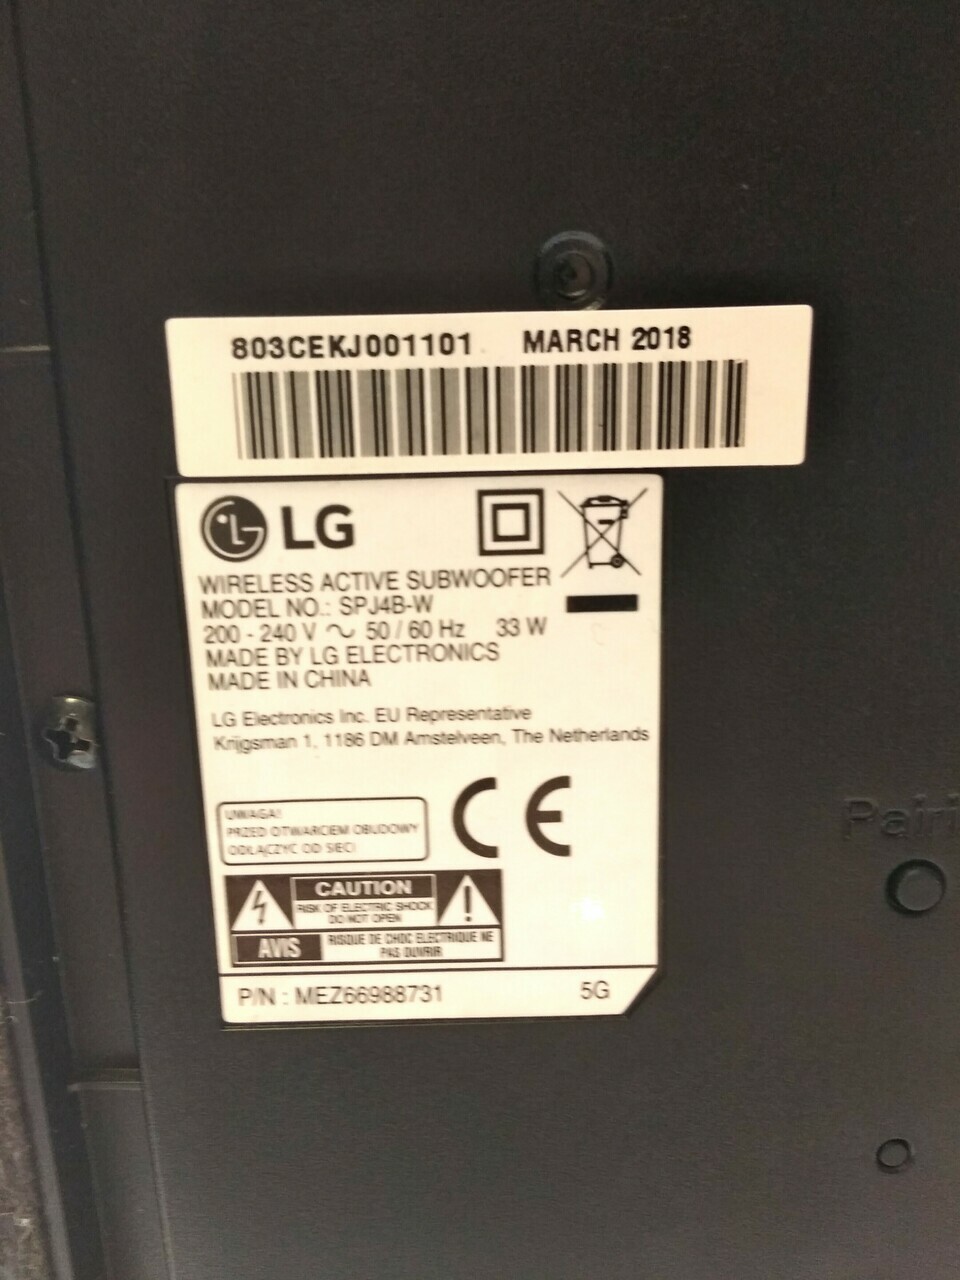 803CEKJ001101 MARCH 2018
LG
WIRELESS ACTIVE SUBWOOFER
MODEL NO.: SPJ4B-W
200 - 240 V ~ 50 / 60 Hz 33 W
MADE BY LG ELECTRONICS
MADE IN CHINA
LG Electronics Inc. EU Representative
Krijgsman 1, 1186 DM Amstelveen, The Netherlands
UWAGA!
PRZED OTWARCIEM OBUDOWY
ODŁĄCZYC OD SIECI
CE
CAUTION
RISK OF ELECTRIC SHOCK
DO NOT OPEN
AVIS
RISQUE DE CHOC ELECTRIQUE NE
PAS OUVRIR
P/N : MEZ66988731 5G
Pairi